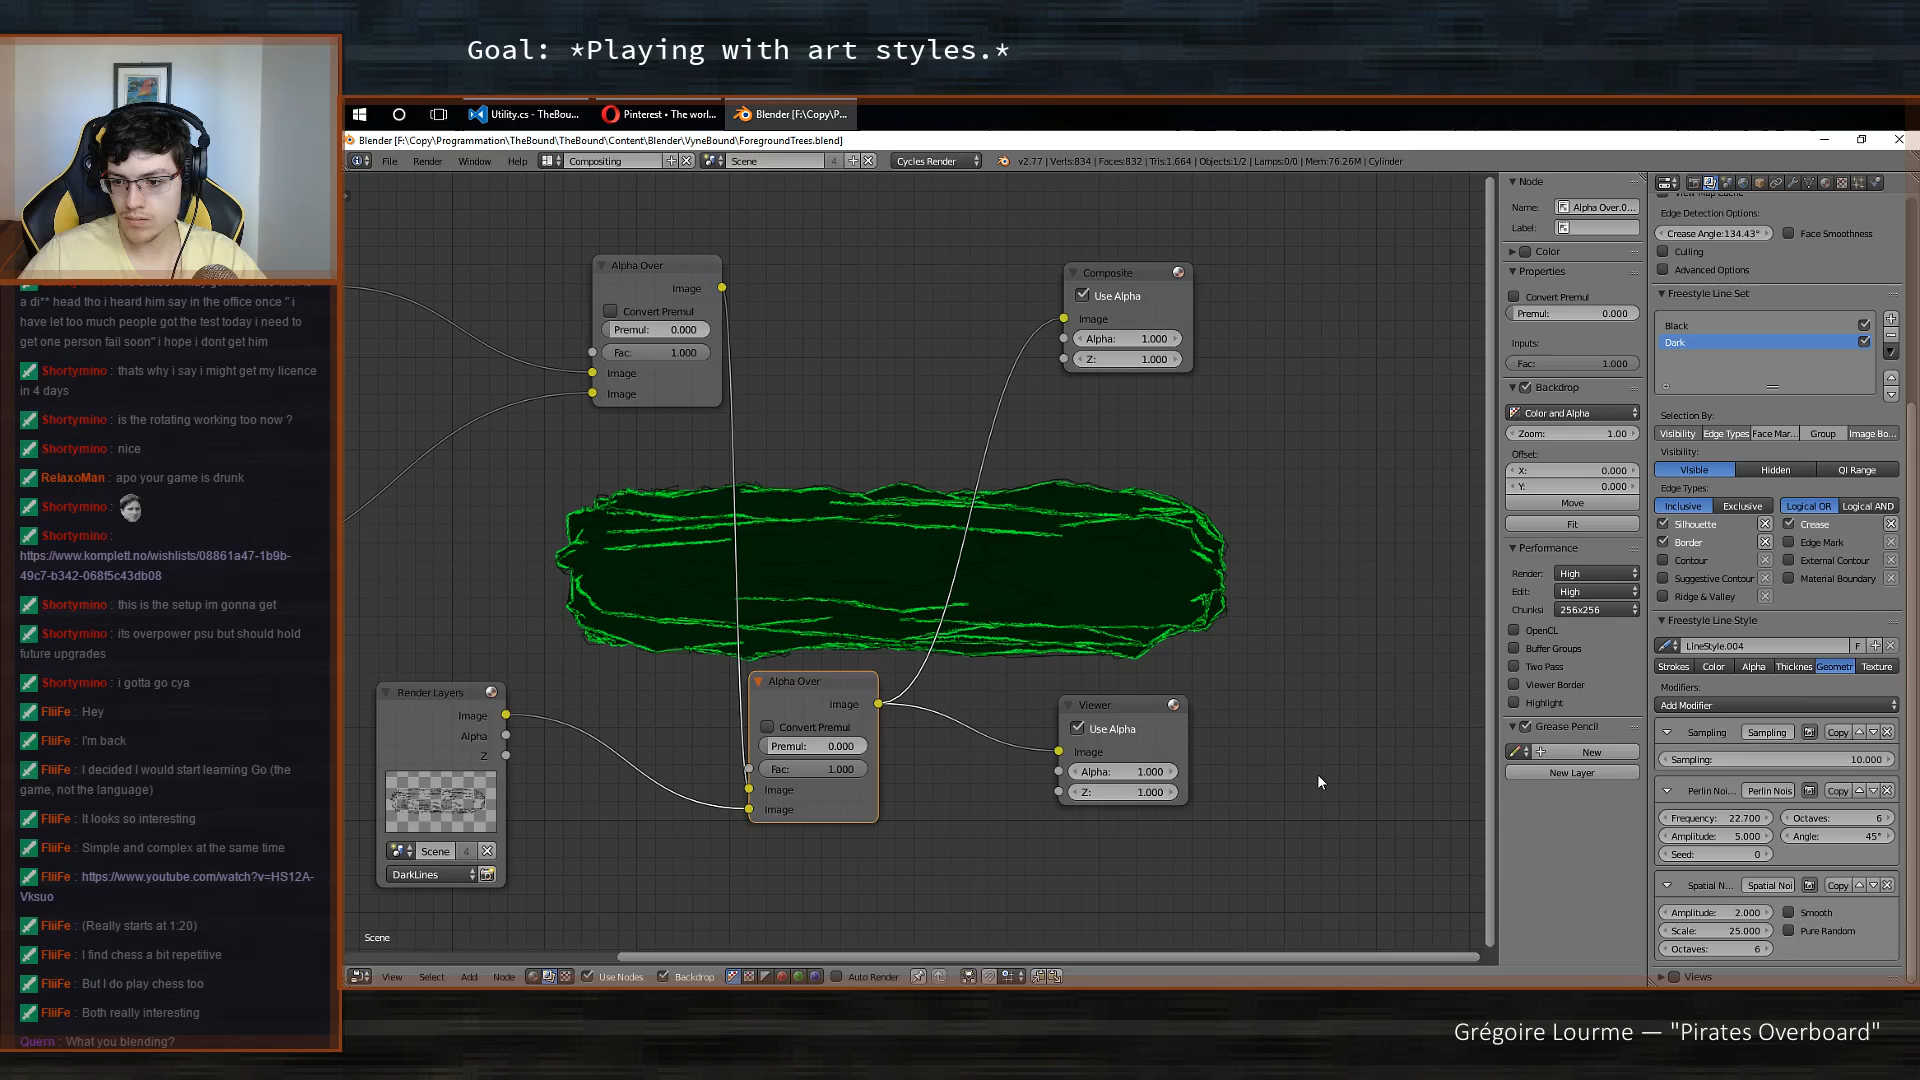 Goal: *Playing with art styles.*
Utility.cs - TheBou...
Pinterest • The worl...
Blender [F:\Copy\P...
Blender [F:\Copy\Programmation\TheBound\TheBound\Content\Blender\VyneBound\ForegroundTrees.blend]
File Render Window Help Compositing Scene 4 Cycles Render v2.77 | Verts:834 | Faces:832 | Tris:1,664 | Objects:1/2 | Lamps:0/0 | Mem:76.26M | Cylinder
a di** head tho i heard him say in the office once " i
have let too much people got the test today i need to
get one person fail soon" i hope i dont get him
Shortymino : thats why i say i might get my licence
in 4 days
Shortymino : is the rotating working too now ?
Shortymino : nice
RelaxoMan : apo your game is drunk
Shortymino :
Shortymino :
https://www.komplett.no/wishlists/08861a47-1b9b-
49c7-b342-068f5c43db08
Shortymino : this is the setup im gonna get
Shortymino : its overpower psu but should hold
future upgrades
Shortymino : i gotta go cya
FliiFe : Hey
FliiFe : I'm back
FliiFe : I decided I would start learning Go (the
game, not the language)
FliiFe : It looks so interesting
FliiFe : Simple and complex at the same time
FliiFe : https://www.youtube.com/watch?v=HS12A-
Vksuo
FliiFe : (Really starts at 1:20)
FliiFe : I find chess a bit repetitive
FliiFe : But I do play chess too
FliiFe : Both really interesting
Quern : What you blending?
Alpha Over
Image
Convert Premul
Premul: 0.000
Fac: 1.000
Image
Image
Composite
Use Alpha
Image
Alpha: 1.000
Z: 1.000
Render Layers
Image
Alpha
Z
Scene 4
DarkLines
Alpha Over
Image
Convert Premul
Premul: 0.000
Fac: 1.000
Image
Image
Viewer
Use Alpha
Image
Alpha: 1.000
Z: 1.000
Scene
View Select Add Node Use Nodes Backdrop Auto Render
Node
Name: Alpha Over.0...
Label:
Color
Properties
Convert Premul
Premul: 0.000
Inputs:
Fac: 1.000
Backdrop
Color and Alpha
Zoom: 1.00
Offset:
X: 0.000
Y: 0.000
Move
Fit
Performance
Render: High
Edit: High
Chunksi 256x256
OpenCL
Buffer Groups
Two Pass
Viewer Border
Highlight
Grease Pencil
New
New Layer
Edge Detection Options:
Crease Angle:134.43° Face Smoothness
Culling
Advanced Options
Freestyle Line Set
Black
Dark
Selection By:
Visibility Edge Types Face Mar... Group Image Bo...
Visibility:
Visible Hidden QI Range
Edge Types:
Inclusive Exclusive Logical OR Logical AND
Silhouette Crease
Border Edge Mark
Contour External Contour
Suggestive Contour Material Boundary
Ridge & Valley
Freestyle Line Style
LineStyle.004 F
Strokes Color Alpha Thicknes Geometr Texture
Modifiers:
Add Modifier
Sampling Sampling Copy
Sampling: 10.000
Perlin Noi... Perlin Nois Copy
Frequency: 22.700 Octaves: 6
Amplitude: 5.000 Angle: 45°
Seed: 0
Spatial N... Spatial Noi Copy
Amplitude: 2.000 Smooth
Scale: 25.000 Pure Random
Octaves: 6
Views
Grégoire Lourme — "Pirates Overboard"